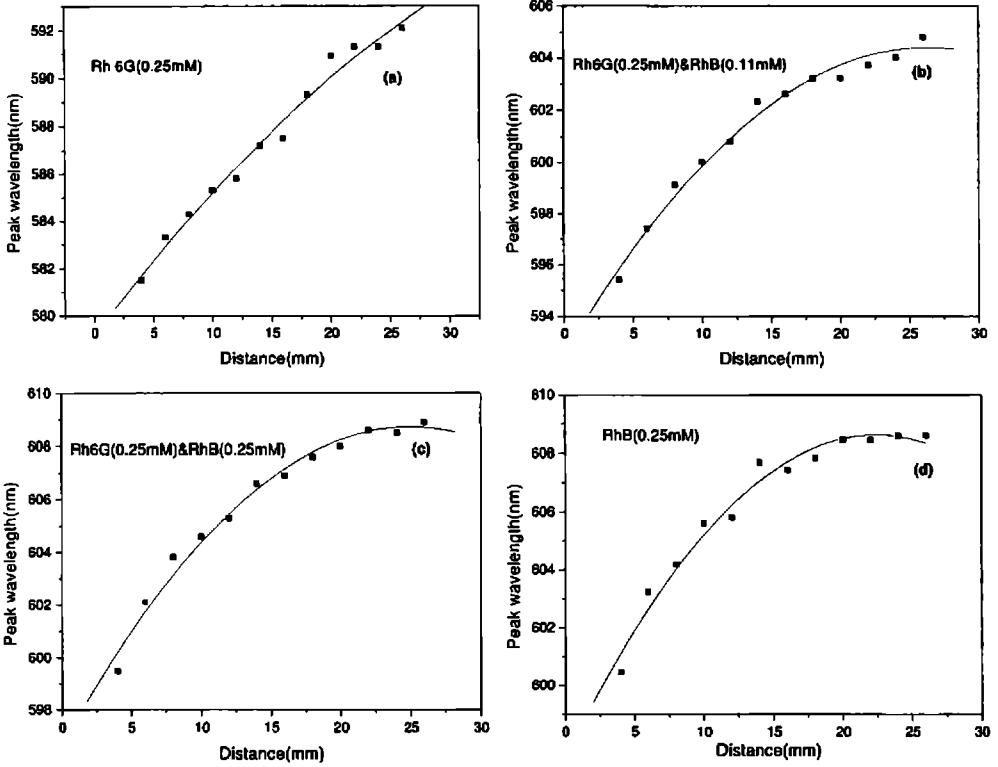 Peak wavelength(nm)
592
590
588
586
584
582
580
Rh 6G(0.25mM)
(a)
0 5 10 15 20 25 30
Distance(mm)
Peak wavelength(nm)
606
604
602
600
598
596
594
Rh6G(0.25mM)&RhB(0.11mM)
(b)
0 5 10 15 20 25 30
Distance(mm)
Peak wavelength(nm)
610
608
606
604
602
600
598
Rh6G(0.25mM)&RhB(0.25mM)
(c)
0 5 10 15 20 25 30
Distance(mm)
Peak wavelength(nm)
810
608
606
604
602
600
RhB(0.25mM)
(d)
0 5 10 15 20 25 30
Distance(mm)